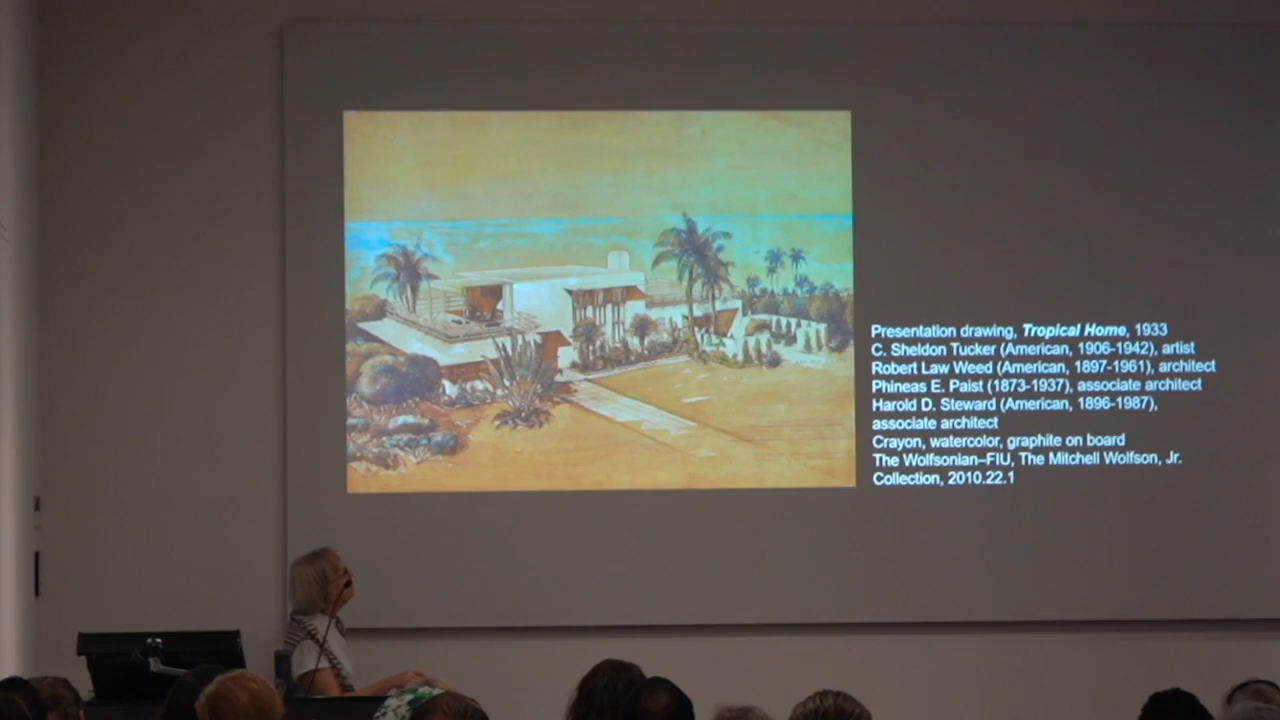 Presentation drawing, Tropical Home, 1933
C. Sheldon Tucker (American, 1906-1942), artist
Robert Law Weed (American, 1897-1961), architect
Phineas E. Paist (1873-1937), associate architect
Harold D. Steward (American, 1896-1987),
associate architect
Crayon, watercolor, graphite on board
The Wolfsonian–FIU, The Mitchell Wolfson, Jr.
Collection, 2010.22.1